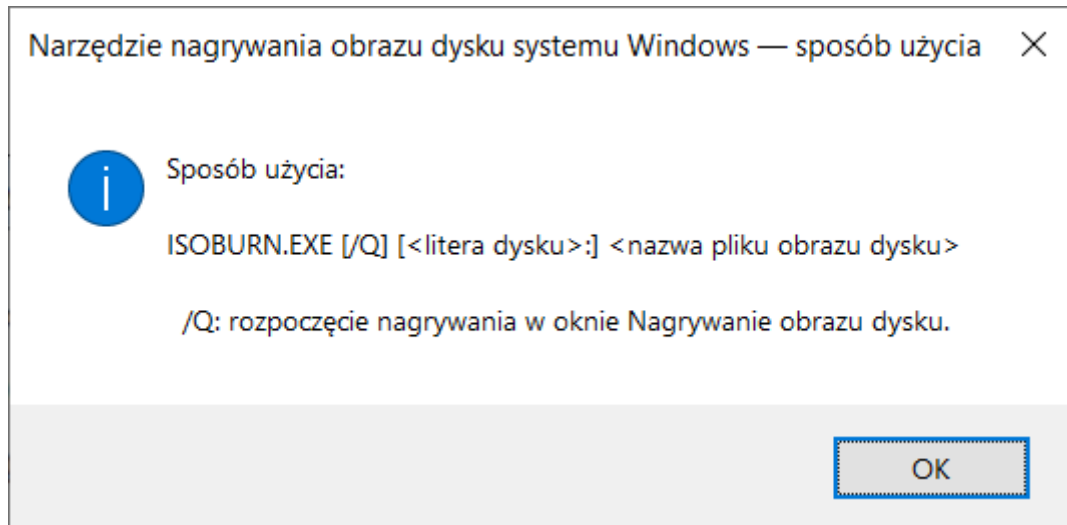 Narzędzie nagrywania obrazu dysku systemu Windows — sposób użycia
Sposób użycia:
ISOBURN.EXE [/Q] [<litera dysku>:] <nazwa pliku obrazu dysku>
/Q: rozpoczęcie nagrywania w oknie Nagrywanie obrazu dysku.
OK